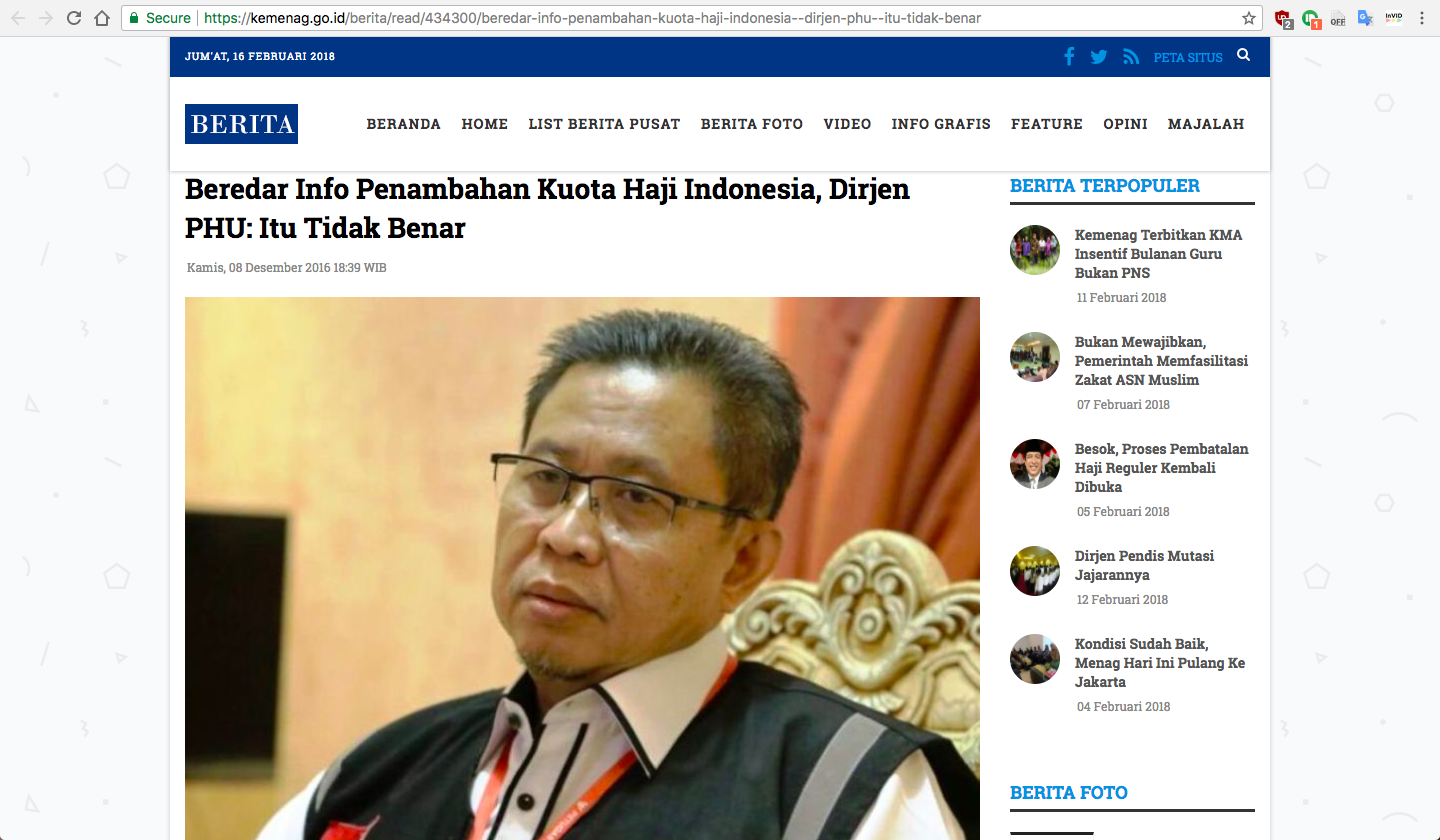 Secure https://kemenag.go.id/berita/read/434300/beredar-info-penambahan-kuota-haji-indonesia--dirjen-phu--itu-tidak-benar
2
1
OFF
InVID
JUM'AT, 16 FEBRUARI 2018
PETA SITUS
BERITA
BERANDA HOME LIST BERITA PUSAT BERITA FOTO VIDEO INFO GRAFIS FEATURE OPINI MAJALAH
Beredar Info Penambahan Kuota Haji Indonesia, Dirjen
PHU: Itu Tidak Benar
Kamis, 08 Desember 2016 18:39 WIB
BERITA TERPOPULER
Kemenag Terbitkan KMA
Insentif Bulanan Guru
Bukan PNS
11 Februari 2018
Bukan Mewajibkan,
Pemerintah Memfasilitasi
Zakat ASN Muslim
07 Februari 2018
Besok, Proses Pembatalan
Haji Reguler Kembali
Dibuka
05 Februari 2018
Dirjen Pendis Mutasi
Jajarannya
12 Februari 2018
Kondisi Sudah Baik,
Menag Hari Ini Pulang Ke
Jakarta
04 Februari 2018
BERITA FOTO